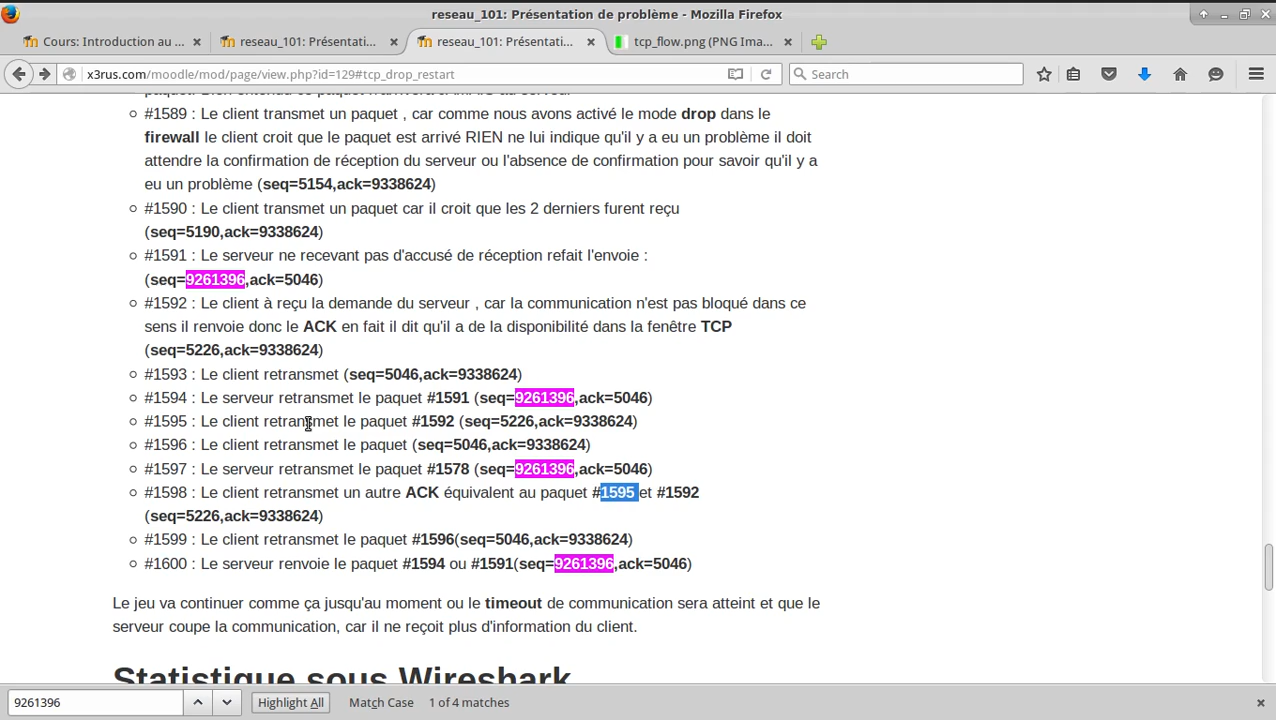 reseau_101: Présentation de problème - Mozilla Firefox
Cours: Introduction au ...
reseau_101: Présentati...
reseau_101: Présentati...
tcp_flow.png (PNG Ima...
x3rus.com/moodle/mod/page/view.php?id=129#tcp_drop_restart
Search
#1589 : Le client transmet un paquet , car comme nous avons activé le mode drop dans le
firewall le client croit que le paquet est arrivé RIEN ne lui indique qu'il y a eu un problème il doit
attendre la confirmation de réception du serveur ou l'absence de confirmation pour savoir qu'il y a
eu un problème (seq=5154,ack=9338624)
#1590 : Le client transmet un paquet car il croit que les 2 derniers furent reçu
(seq=5190,ack=9338624)
#1591 : Le serveur ne recevant pas d'accusé de réception refait l'envoie :
(seq=9261396,ack=5046)
#1592 : Le client à reçu la demande du serveur , car la communication n'est pas bloqué dans ce
sens il renvoie donc le ACK en fait il dit qu'il a de la disponibilité dans la fenêtre TCP
(seq=5226,ack=9338624)
#1593 : Le client retransmet (seq=5046,ack=9338624)
#1594 : Le serveur retransmet le paquet #1591 (seq=9261396,ack=5046)
#1595 : Le client retransmet le paquet #1592 (seq=5226,ack=9338624)
#1596 : Le client retransmet le paquet (seq=5046,ack=9338624)
#1597 : Le serveur retransmet le paquet #1578 (seq=9261396,ack=5046)
#1598 : Le client retransmet un autre ACK équivalent au paquet #1595 et #1592
(seq=5226,ack=9338624)
#1599 : Le client retransmet le paquet #1596(seq=5046,ack=9338624)
#1600 : Le serveur renvoie le paquet #1594 ou #1591(seq=9261396,ack=5046)
Le jeu va continuer comme ça jusqu'au moment ou le timeout de communication sera atteint et que le
serveur coupe la communication, car il ne reçoit plus d'information du client.
Statistique sous Wireshark
9261396
Highlight All
Match Case
1 of 4 matches